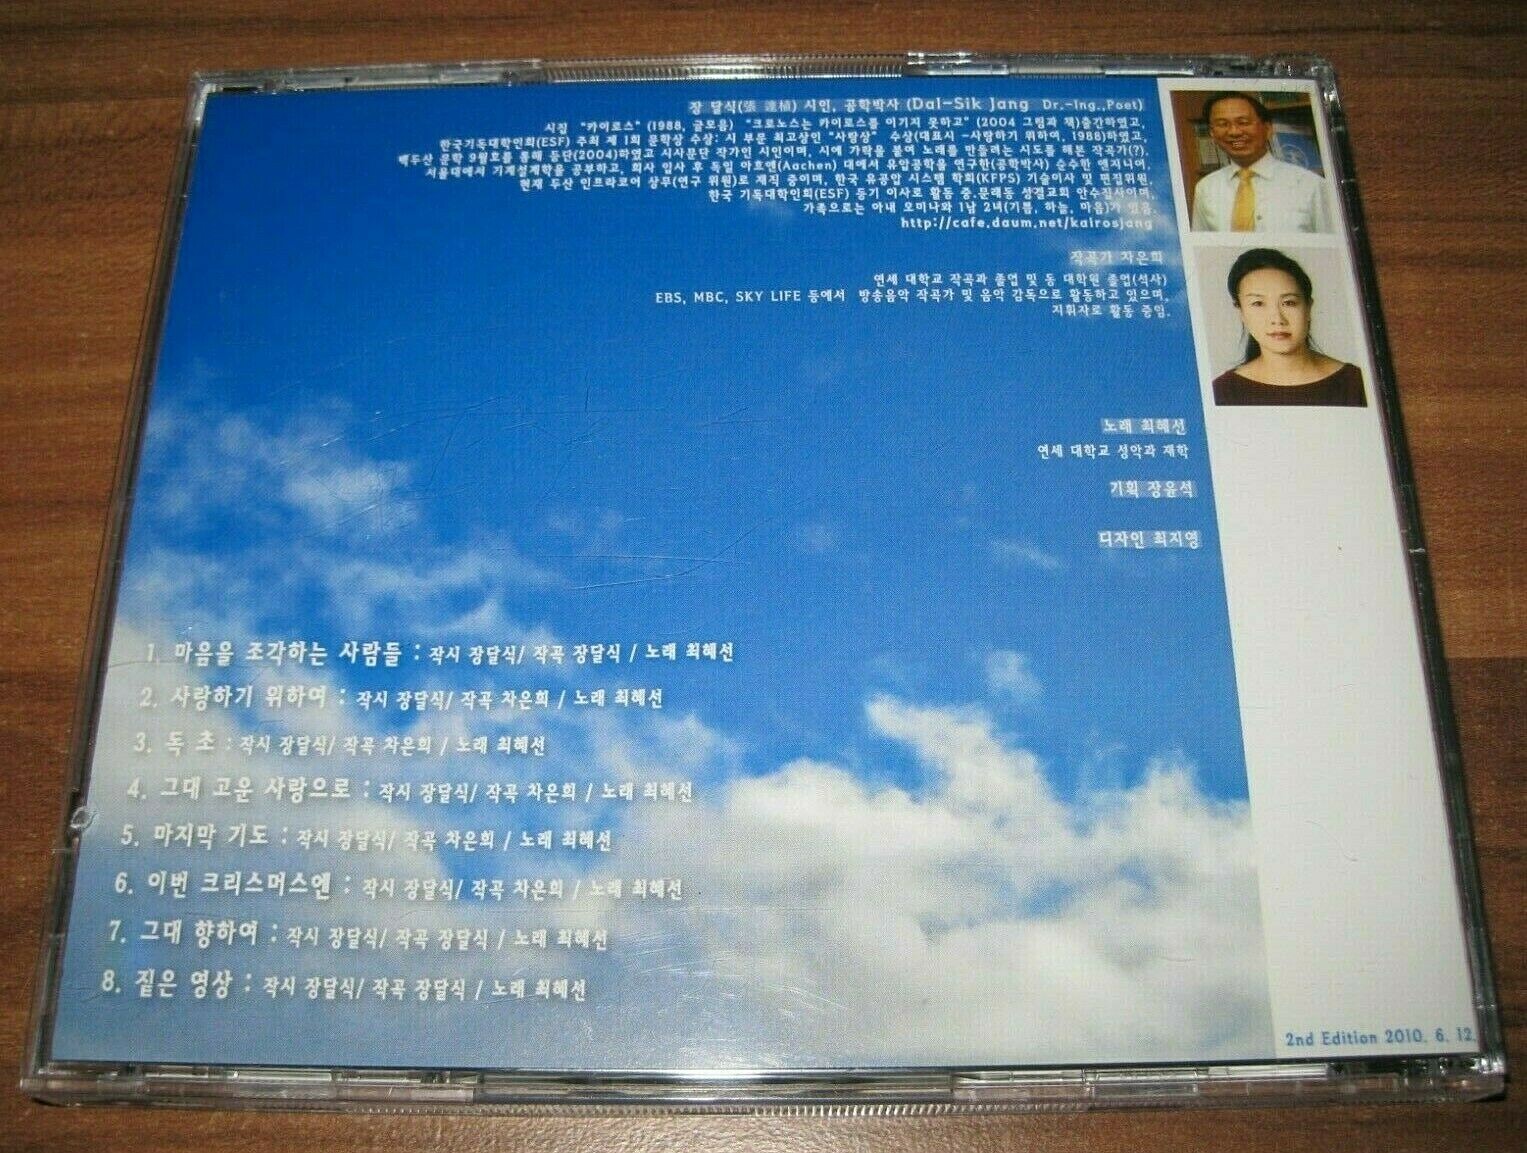 장 달식(張 達植) 시인, 공학박사 (Dal-Sik Jang Dr.-Ing.,Poet)
시집 "카이로스" (1988, 글모음) "크로노스는 카이로스를 이기지 못하고" (2004 그림과 책)출간하였고,
한국기독대학인회(ESF) 주최 제 1회 문학상 수상: 시 부문 최고상인 "사랑상" 수상(대표시 -사랑하기 위하여, 1988)하였고,
백두산 문학 9월호를 통해 등단(2004)하였고 시사문단 작가인 시인이며, 시에 가락을 붙여 노래를 만들려는 시도를 해본 작곡가(?).
서울대에서 기계설계학을 공부하고, 회사 입사 후 독일 아흐엔(Aachen) 대에서 유압공학을 연구한(공학박사) 순수한 엔지니어.
현재 두산 인프라코어 상무(연구 위원)로 재직 중이며, 한국 유공압 시스템 학회(KFPS) 기술이사 및 편집위원,
한국 기독대학인회(ESF) 등기 이사로 활동 중.문래동 성결교회 안수집사이며,
가족으로는 아내 오미나와 1남 2녀(기쁨, 하늘, 마음)가 있음.
http://cafe.daum.net/kairosjang
작곡가 차은희
연세 대학교 작곡과 졸업 및 동 대학원 졸업(석사)
EBS, MBC, SKY LIFE 등에서 방송음악 작곡가 및 음악 감독으로 활동하고 있으며,
지휘자로 활동 중임.
노래 최혜선
연세 대학교 성악과 재학
기획 장윤석
디자인 최지영
1. 마음을 조각하는 사람들 : 작시 장달식/ 작곡 장달식 / 노래 최혜선
2. 사랑하기 위하여 : 작시 장달식/ 작곡 차은희 / 노래 최혜선
3. 독 초 : 작시 장달식/ 작곡 차은희 / 노래 최혜선
4. 그대 고운 사랑으로 : 작시 장달식/ 작곡 차은희 / 노래 최혜선
5. 마지막 기도 : 작시 장달식/ 작곡 차은희 / 노래 최혜선
6. 이번 크리스머스엔 : 작시 장달식/ 작곡 차은희 / 노래 최혜선
7. 그대 향하여 : 작시 장달식/ 작곡 장달식 / 노래 최혜선
8. 짙은 영상 : 작시 장달식/ 작곡 장달식 / 노래 최혜선
2nd Edition 2010. 6. 12.